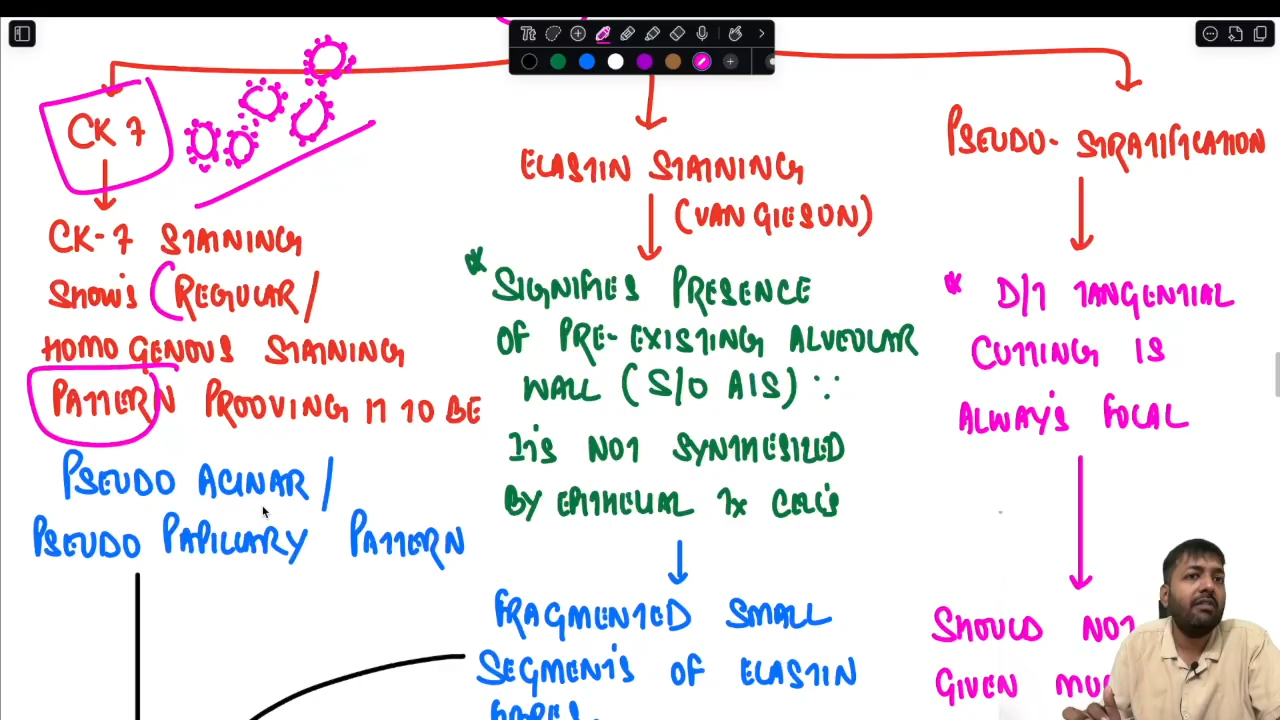 CK 7
CK-7 STAINING
SHOWS (REGULAR/
HOMOGENOUS STAINING
PATTERN PROOVING IT TO BE
PSEUDO ACINAR/
PSEUDO PAPILLARY PATTERN
ELASTIN STAINING
(VAN GIESON)
* SIGNIFIES PRESENCE
OF PRE-EXISTING ALVEOLAR
WALL (S/O AIS) ∵
IT'S NOT SYNTHESIZED
BY EPITHELIAL Tx CELLS
FRAGMENTED SMALL
SEGMENTS OF ELASTIN
PSEUDO-STRATIFICATION
* D/T TANGENTIAL
CUTTING IS
ALWAYS FOCAL
SHOULD NOT
GIVEN